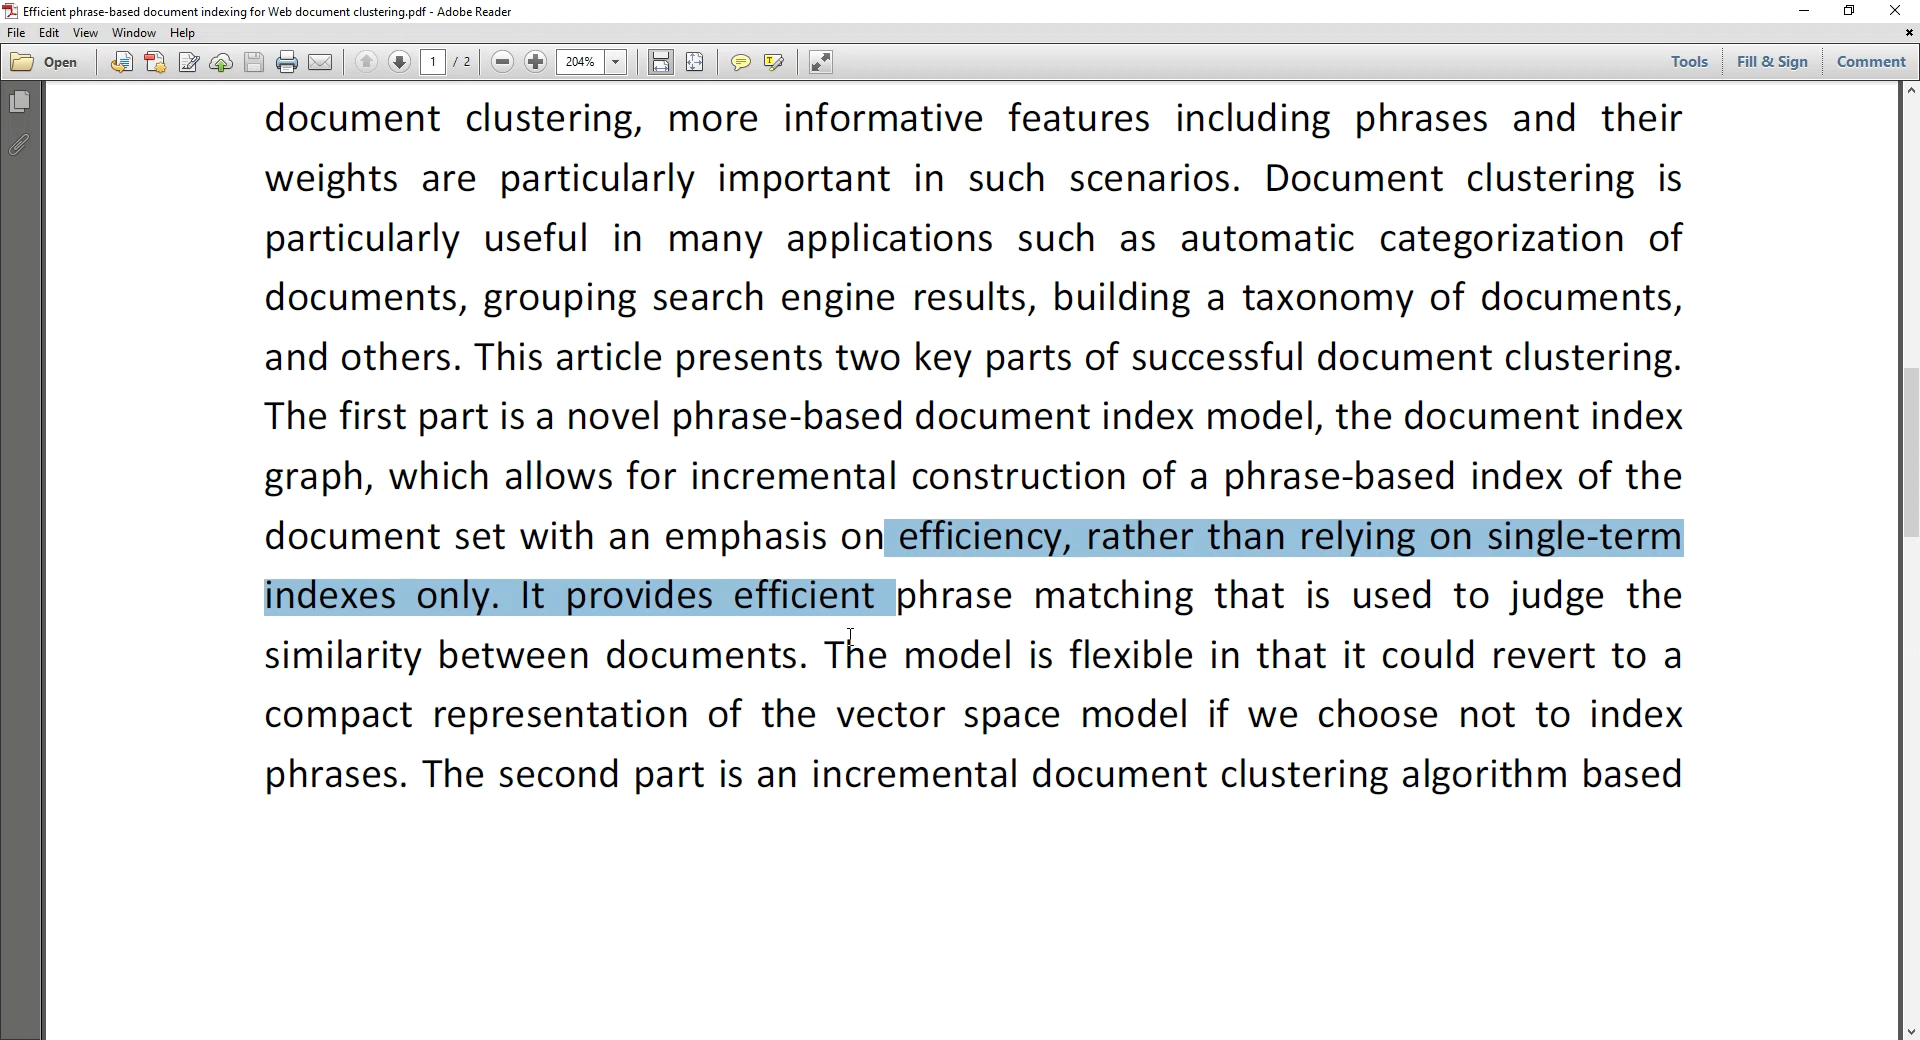 Efficient phrase-based document indexing for Web document clustering.pdf - Adobe Reader
File Edit View Window Help
Open 1 / 2 204% Tools Fill & Sign Comment
document clustering, more informative features including phrases and their
weights are particularly important in such scenarios. Document clustering is
particularly useful in many applications such as automatic categorization of
documents, grouping search engine results, building a taxonomy of documents,
and others. This article presents two key parts of successful document clustering.
The first part is a novel phrase-based document index model, the document index
graph, which allows for incremental construction of a phrase-based index of the
document set with an emphasis on efficiency, rather than relying on single-term
indexes only. It provides efficient phrase matching that is used to judge the
similarity between documents. The model is flexible in that it could revert to a
compact representation of the vector space model if we choose not to index
phrases. The second part is an incremental document clustering algorithm based